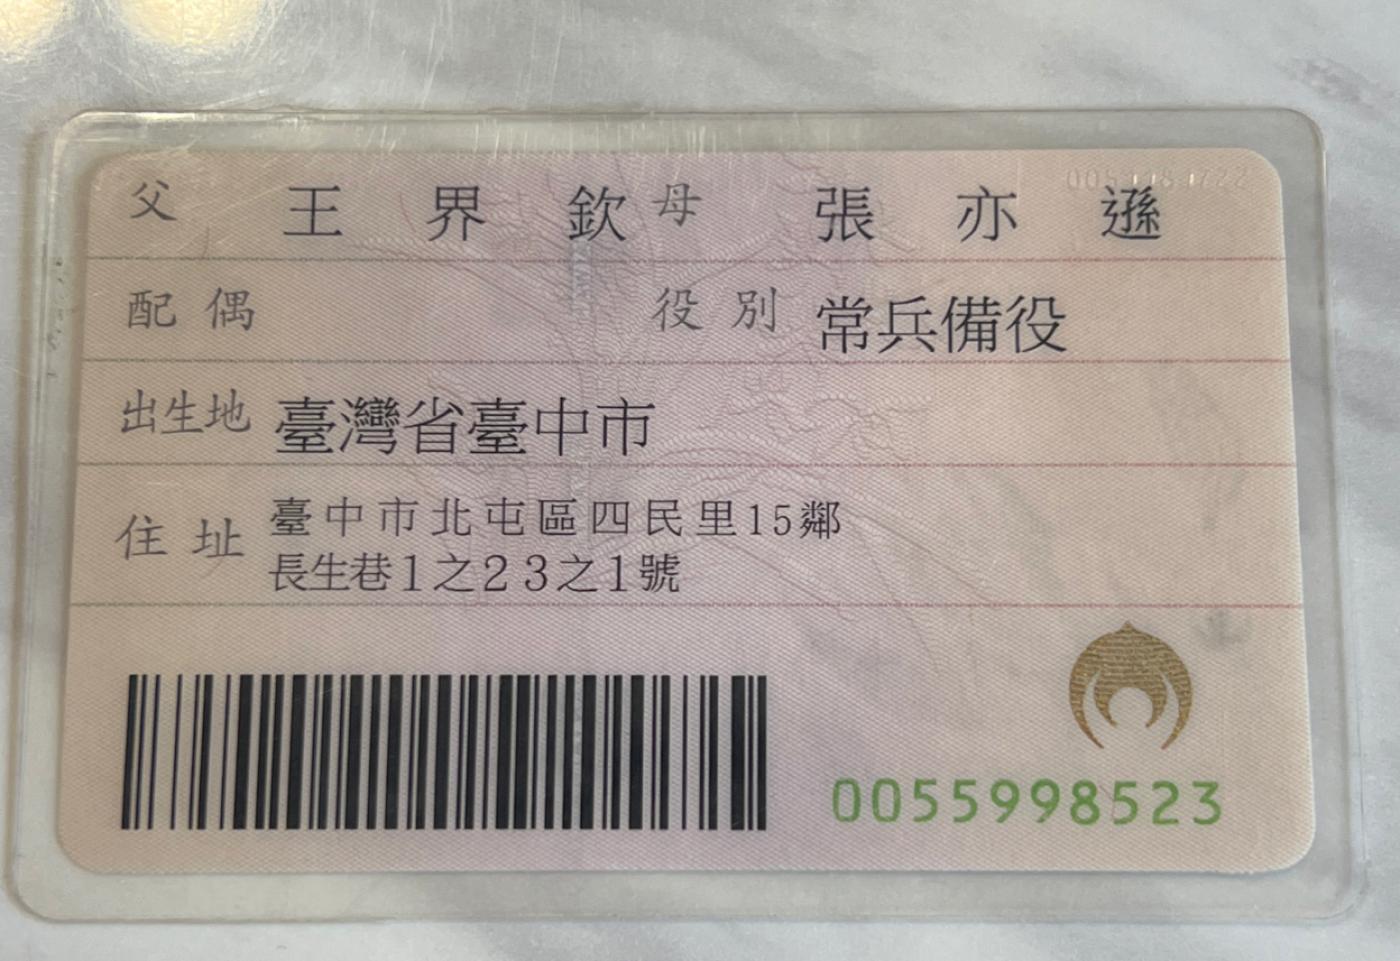 父 王界欽 母 張亦遜
配偶 役別 常兵備役
出生地 臺灣省臺中市
住址 臺中市北屯區四民里15鄰
長生巷1之23之1號
0055998523